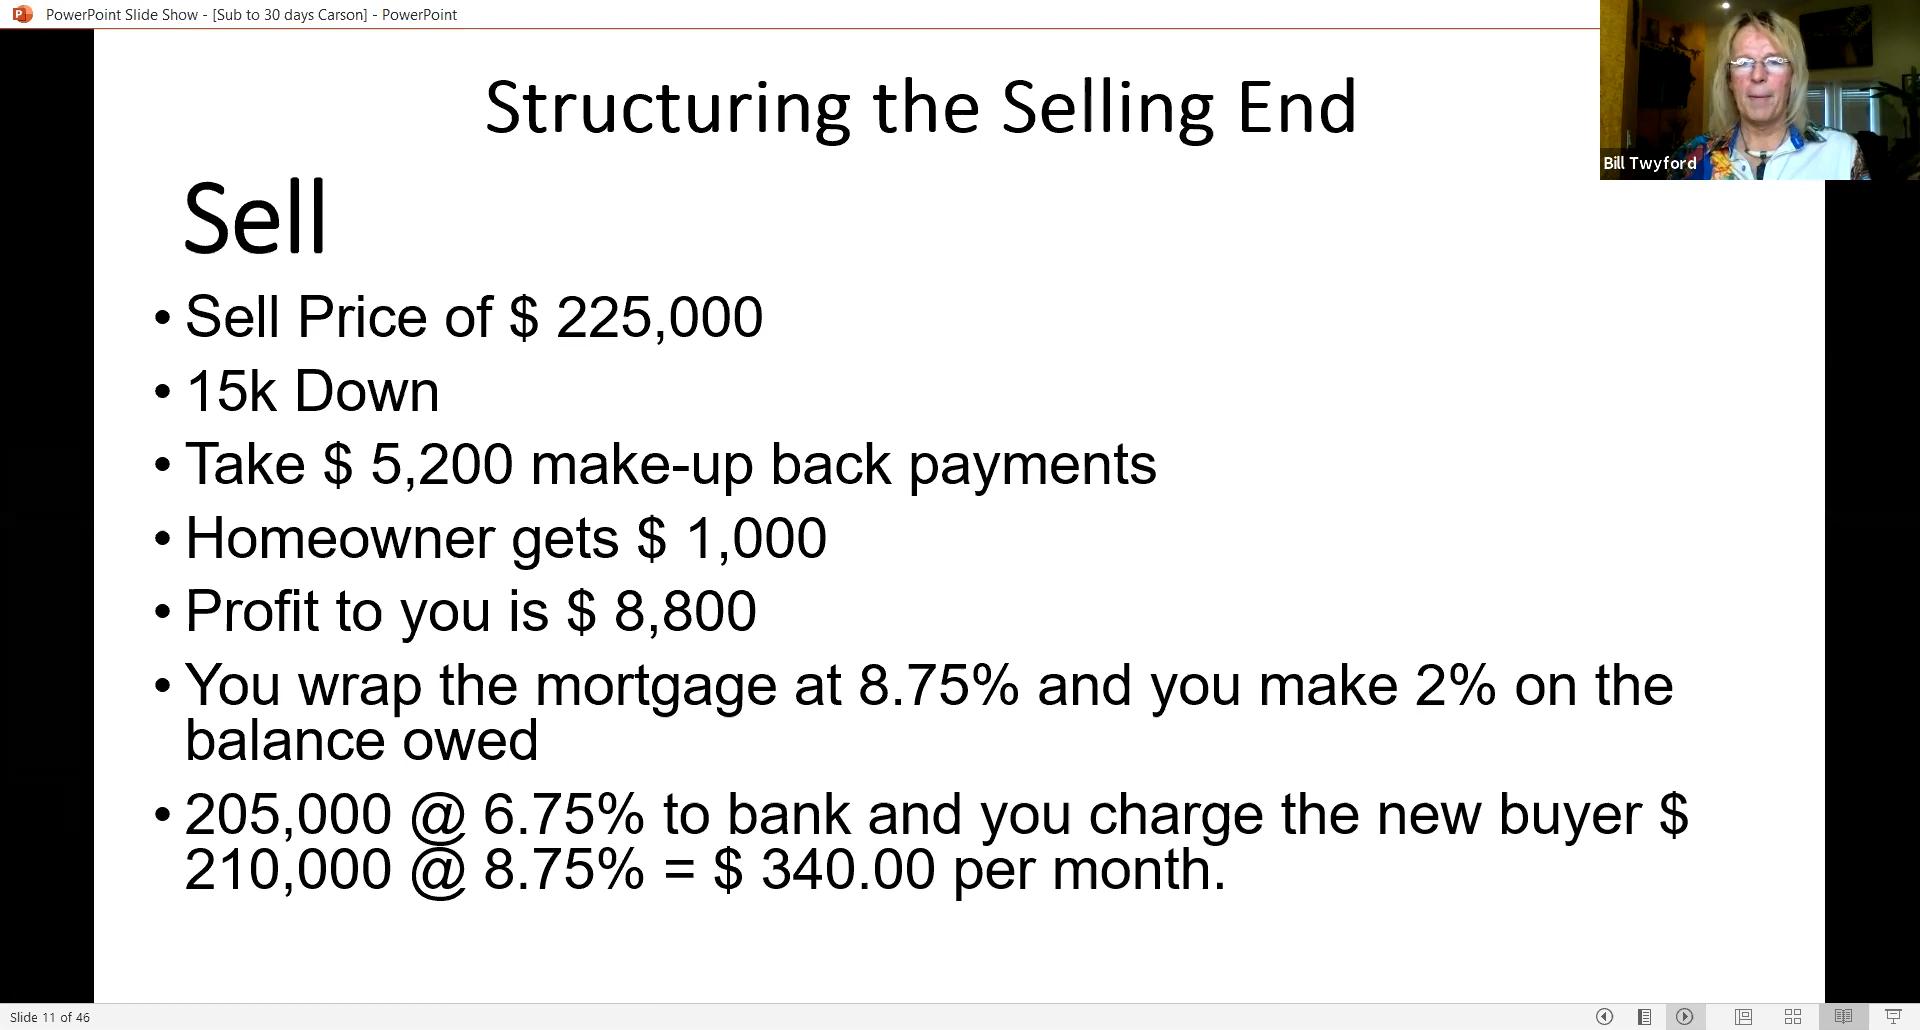 PowerPoint Slide Show - [Sub to 30 days Carson] - PowerPoint
Bill Twyford
Structuring the Selling End
Sell
• Sell Price of $ 225,000
• 15k Down
• Take $ 5,200 make-up back payments
• Homeowner gets $ 1,000
• Profit to you is $ 8,800
• You wrap the mortgage at 8.75% and you make 2% on the
balance owed
• 205,000 @ 6.75% to bank and you charge the new buyer $
210,000 @ 8.75% = $ 340.00 per month.
Slide 11 of 46